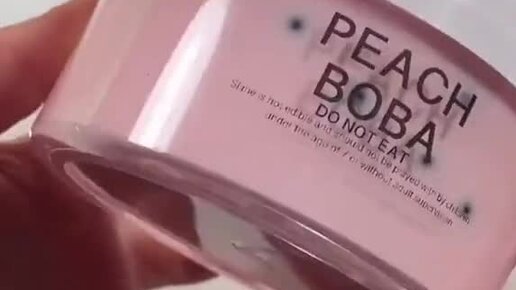 PEACH
BOBA
DO NOT EAT
Slime is not edible and should not be played with by children
under the age of 7 or without adult supervision